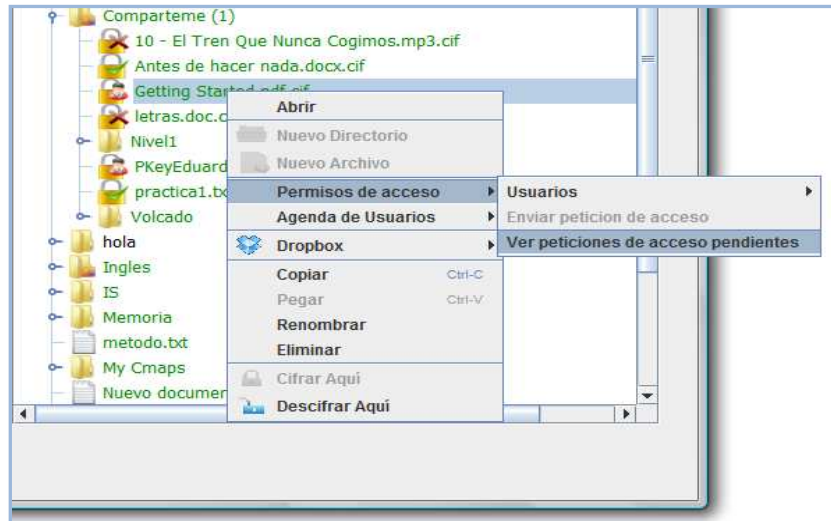 Comparteme (1)
10 - El Tren Que Nunca Cogimos.mp3.cif
Antes de hacer nada.docx.cif
Getting Started.pdf.cif
letras.doc.c
Nivel1
PKeyEduard
practica1.tx
Volcado
hola
Ingles
IS
Memoria
metodo.txt
My Cmaps
Nuevo documen
Abrir
Nuevo Directorio
Nuevo Archivo
Permisos de acceso
Agenda de Usuarios
Dropbox
Copiar Ctrl-C
Pegar Ctrl-V
Renombrar
Eliminar
Cifrar Aquí
Descifrar Aquí
Usuarios
Enviar peticion de acceso
Ver peticiones de acceso pendientes